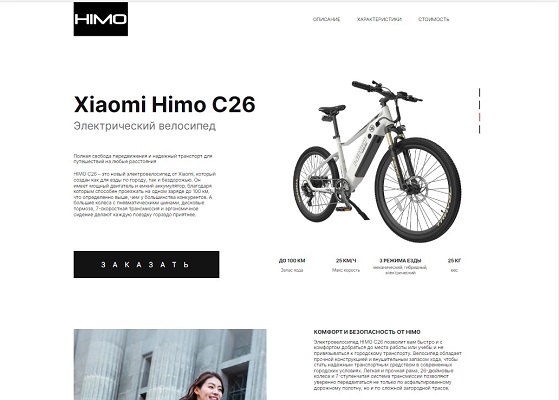 HIMO
ОПИСАНИЕ ХАРАКТЕРИСТИКИ СТОИМОСТЬ
Xiaomi Himo C26
Электрический велосипед
Полная свобода передвижения и надежный транспорт для
путешествий на любые расстояния
HIMO C26 – это новый электровелосипед от Xiaomi, который
создан как для езды по городу, так и бездорожью. Он
имеет мощный двигатель и емкий аккумулятор, благодаря
которым способен проезжать на одном заряде до 100 км,
что определенно выше, чем у большинства конкурентов. А
большие колеса с пневматическими шинами, дисковые
тормоза, 7-скоростная трансмиссия и эргономичное
сидение делают каждую поездку гораздо приятнее.
ЗАКАЗАТЬ
ДО 100 КМ 25 КМ/Ч 3 РЕЖИМА ЕЗДЫ 25 КГ
Запас хода Макс корость механический, гибридный, вес
электрический
КОМФОРТ И БЕЗОПАСНОСТЬ ОТ HIMO
Электровелосипед HIMO C26 позволяет вам быстро и с
комфортом добраться до места работы или учебы и не
привязываться к городскому транспорту. Велосипед обладает
прочной конструкцией и внушительным запасом хода, чтобы
стать надежным транспортным средством в современных
городских условиях. Легкая и прочная рама, 26-дюймовые
колеса и 7-ступенчатая система трансмиссии позволяют
уверенно передвигаться не только по асфальтированному
дорожному полотну, но и по сложной загородной трассе.